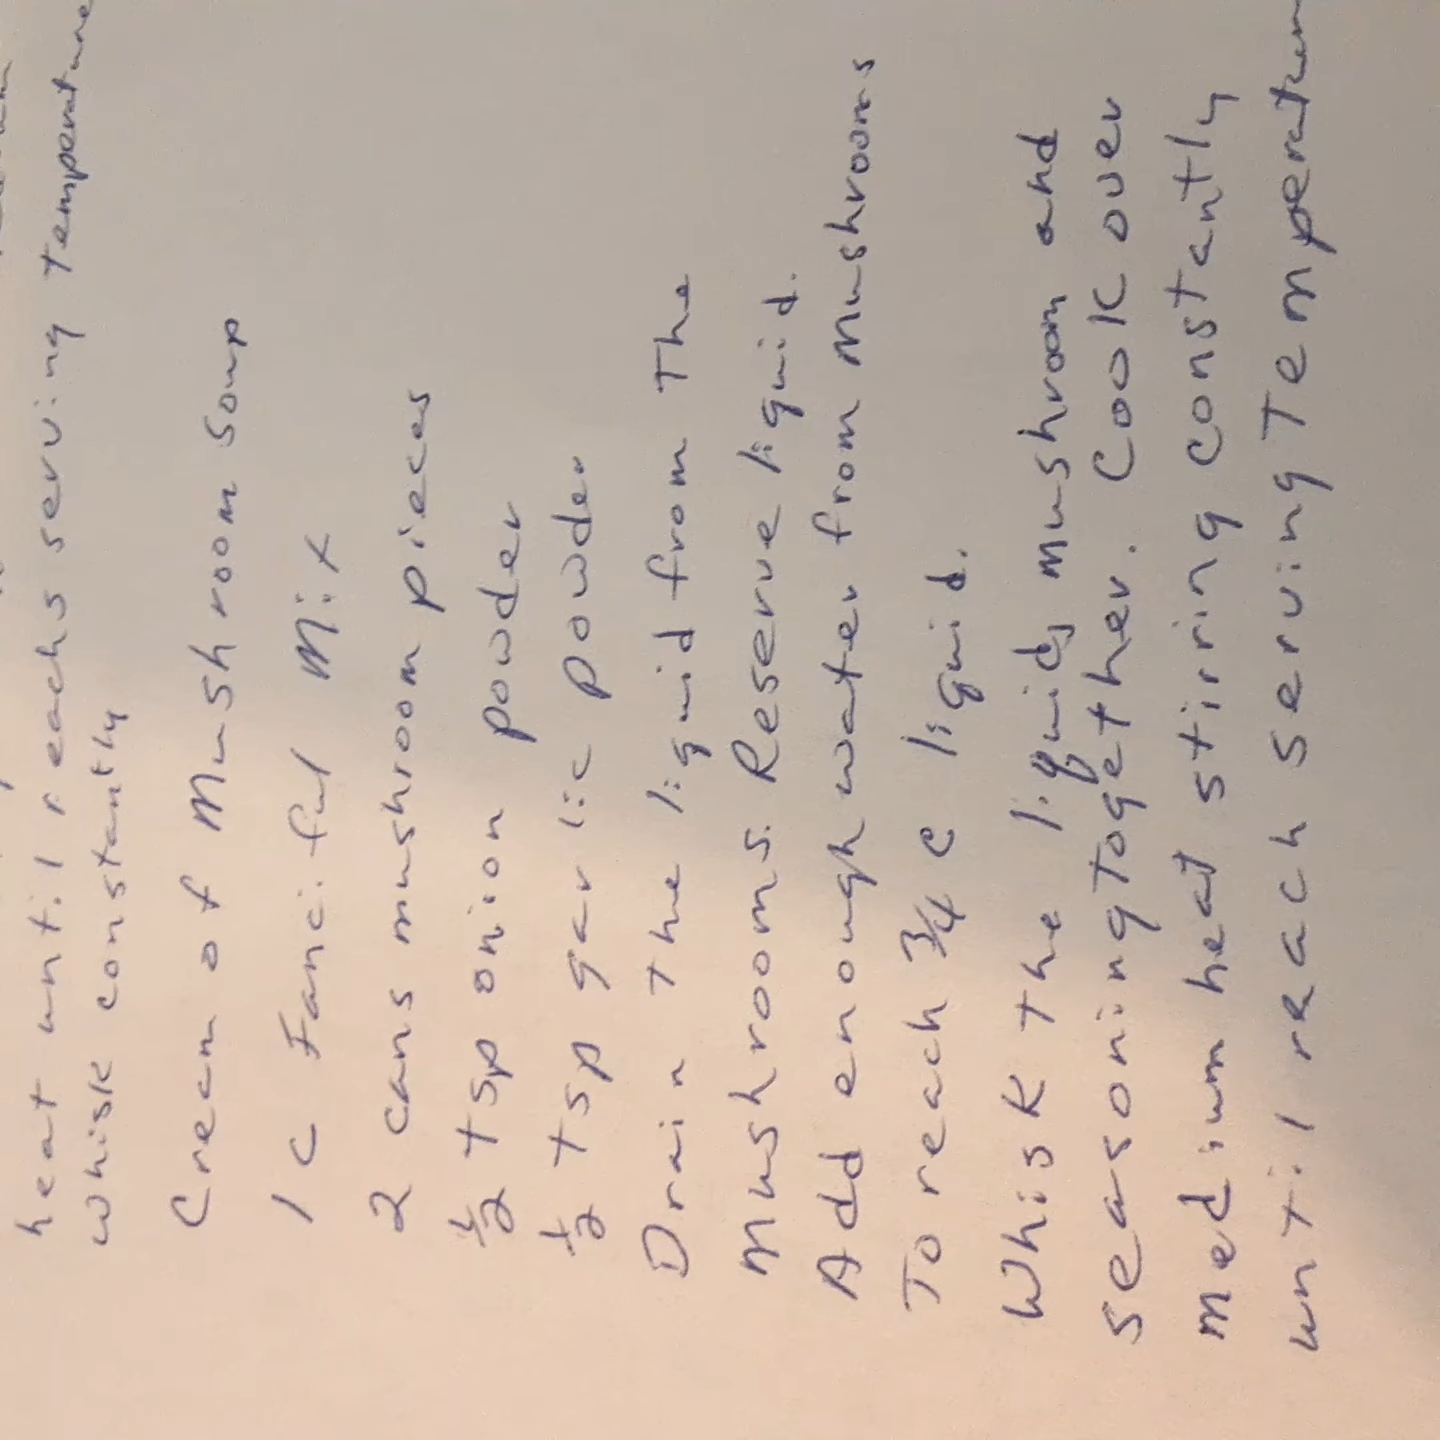 heat until reachs serving temperature
whisk constantly
Cream of Mushroom Soup
1 c Fanciful Mix
2 cans mushroom pieces
1/2 tsp onion powder
1/2 tsp garlic powder
Drain the liquid from the
Mushrooms. Reserve liquid.
Add enough water from mushrooms
To reach 3/4 c liquid.
Whisk the liquid, mushroom and
seasoning together. Cook over
medium heat stirring constantly
until reach serving Temperature